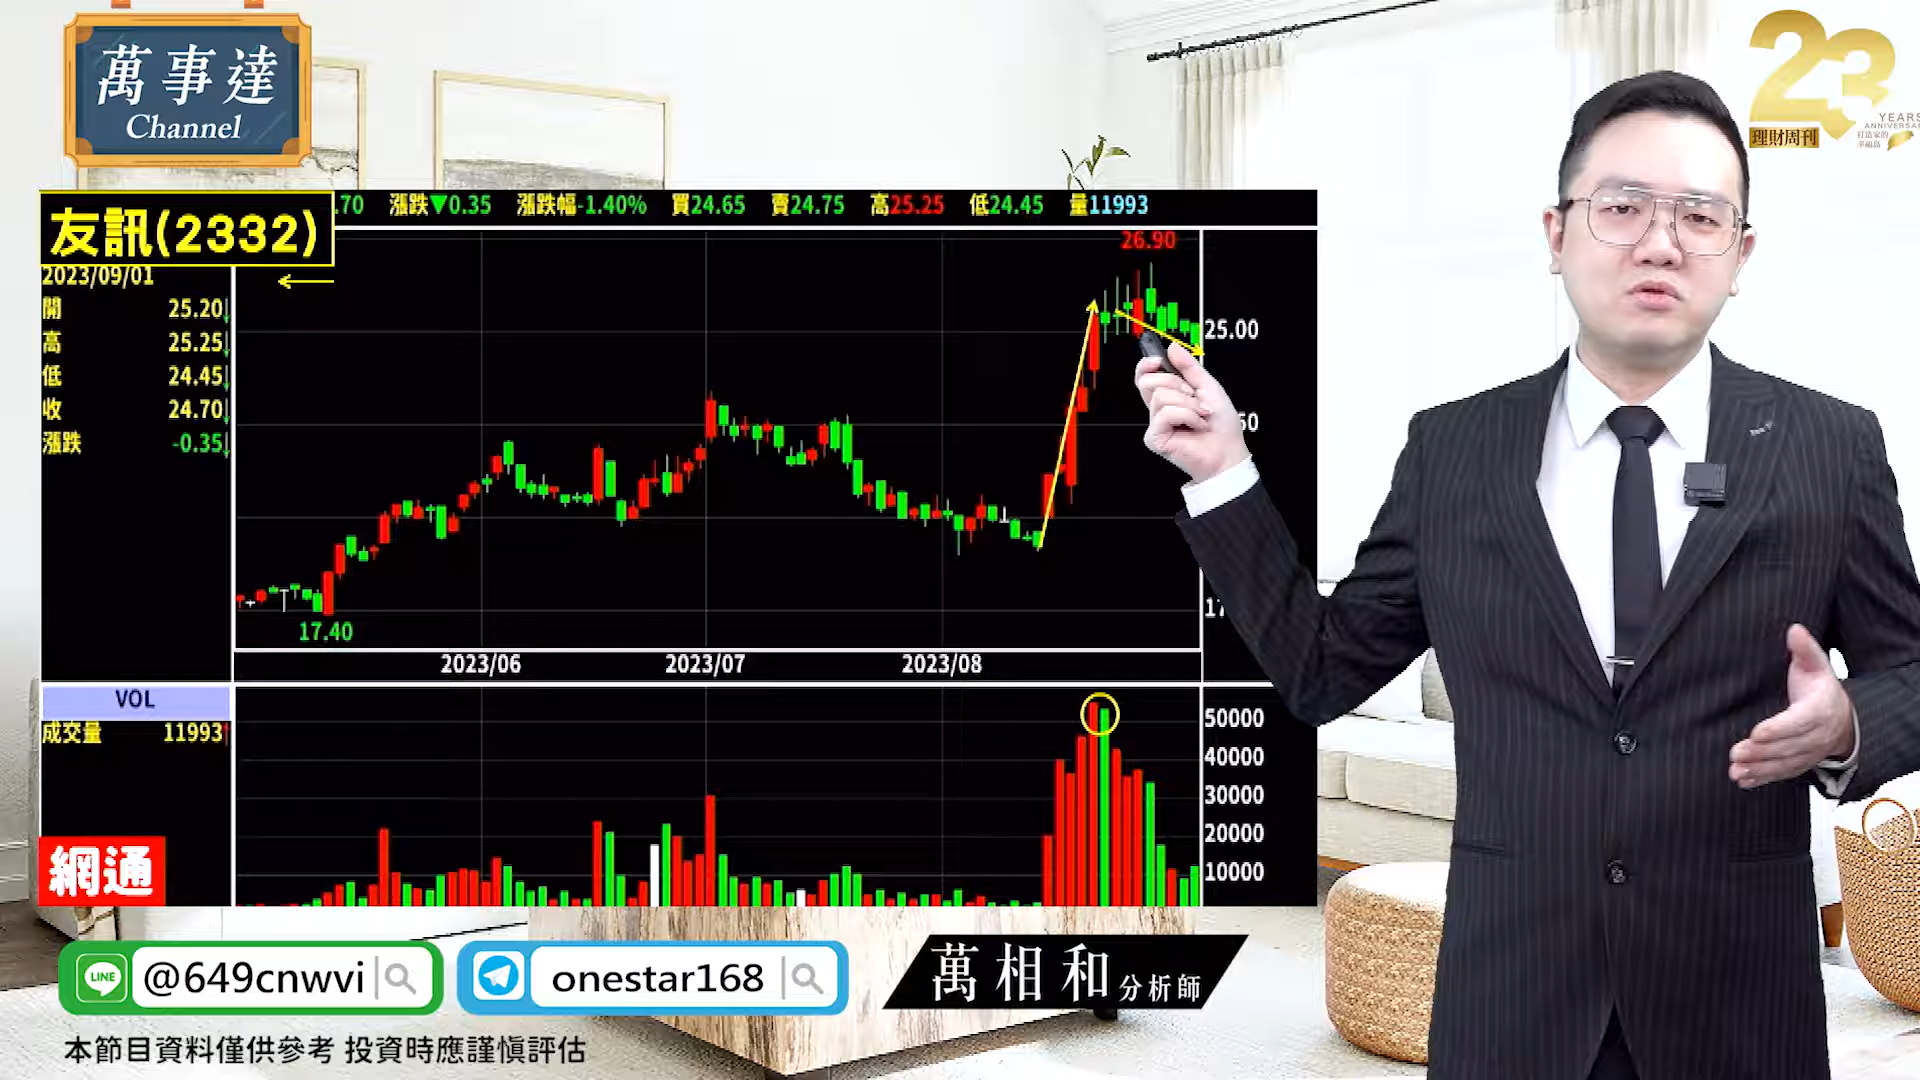 萬事達
Channel
23
YEARS
ANNIVERSARY
理財周刊
友訊(2332)
.70 漲跌▼0.35 漲跌幅-1.40% 買24.65 賣24.75 高25.25 低24.45 量11993
2023/09/01
開 25.20↓
高 25.25↓
低 24.45↓
收 24.70↓
漲跌 -0.35↓
26.90
25.00
50
17
17.40
2023/06 2023/07 2023/08
VOL
成交量 11993↑
50000
40000
30000
20000
10000
網通
LINE @649cnwvi
onestar168
萬相和分析師
本節目資料僅供參考 投資時應謹慎評估